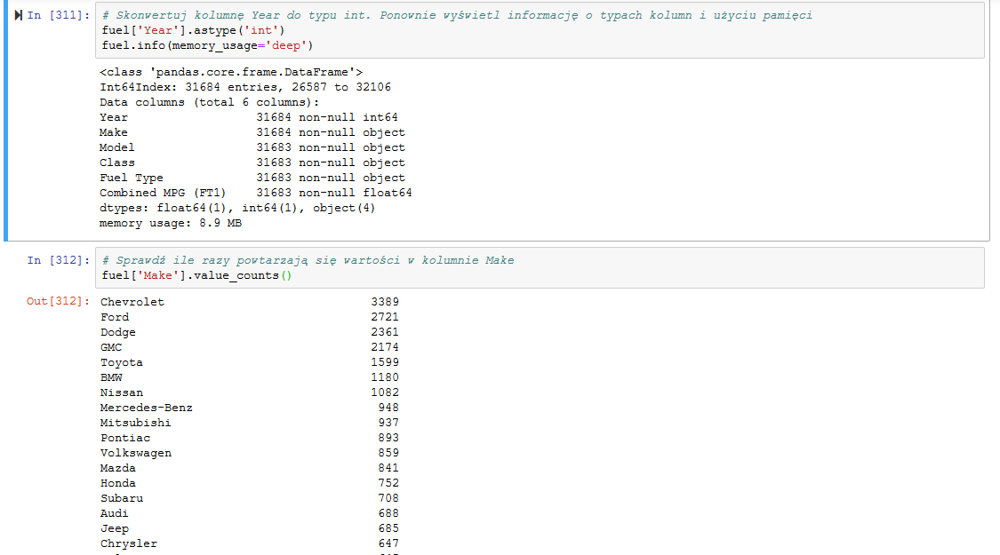 In [311]: # Skonwertuj kolumnę Year do typu int. Ponownie wyświetl informację o typach kolumn i użyciu pamięci
fuel['Year'].astype('int')
fuel.info(memory_usage='deep')
<class 'pandas.core.frame.DataFrame'>
Int64Index: 31684 entries, 26587 to 32106
Data columns (total 6 columns):
Year 31684 non-null int64
Make 31684 non-null object
Model 31683 non-null object
Class 31683 non-null object
Fuel Type 31683 non-null object
Combined MPG (FT1) 31683 non-null float64
dtypes: float64(1), int64(1), object(4)
memory usage: 8.9 MB
In [312]: # Sprawdź ile razy powtarzają się wartości w kolumnie Make
fuel['Make'].value_counts()
Out[312]: Chevrolet 3389
Ford 2721
Dodge 2361
GMC 2174
Toyota 1599
BMW 1180
Nissan 1082
Mercedes-Benz 948
Mitsubishi 937
Pontiac 893
Volkswagen 859
Mazda 841
Honda 752
Subaru 708
Audi 688
Jeep 685
Chrysler 647